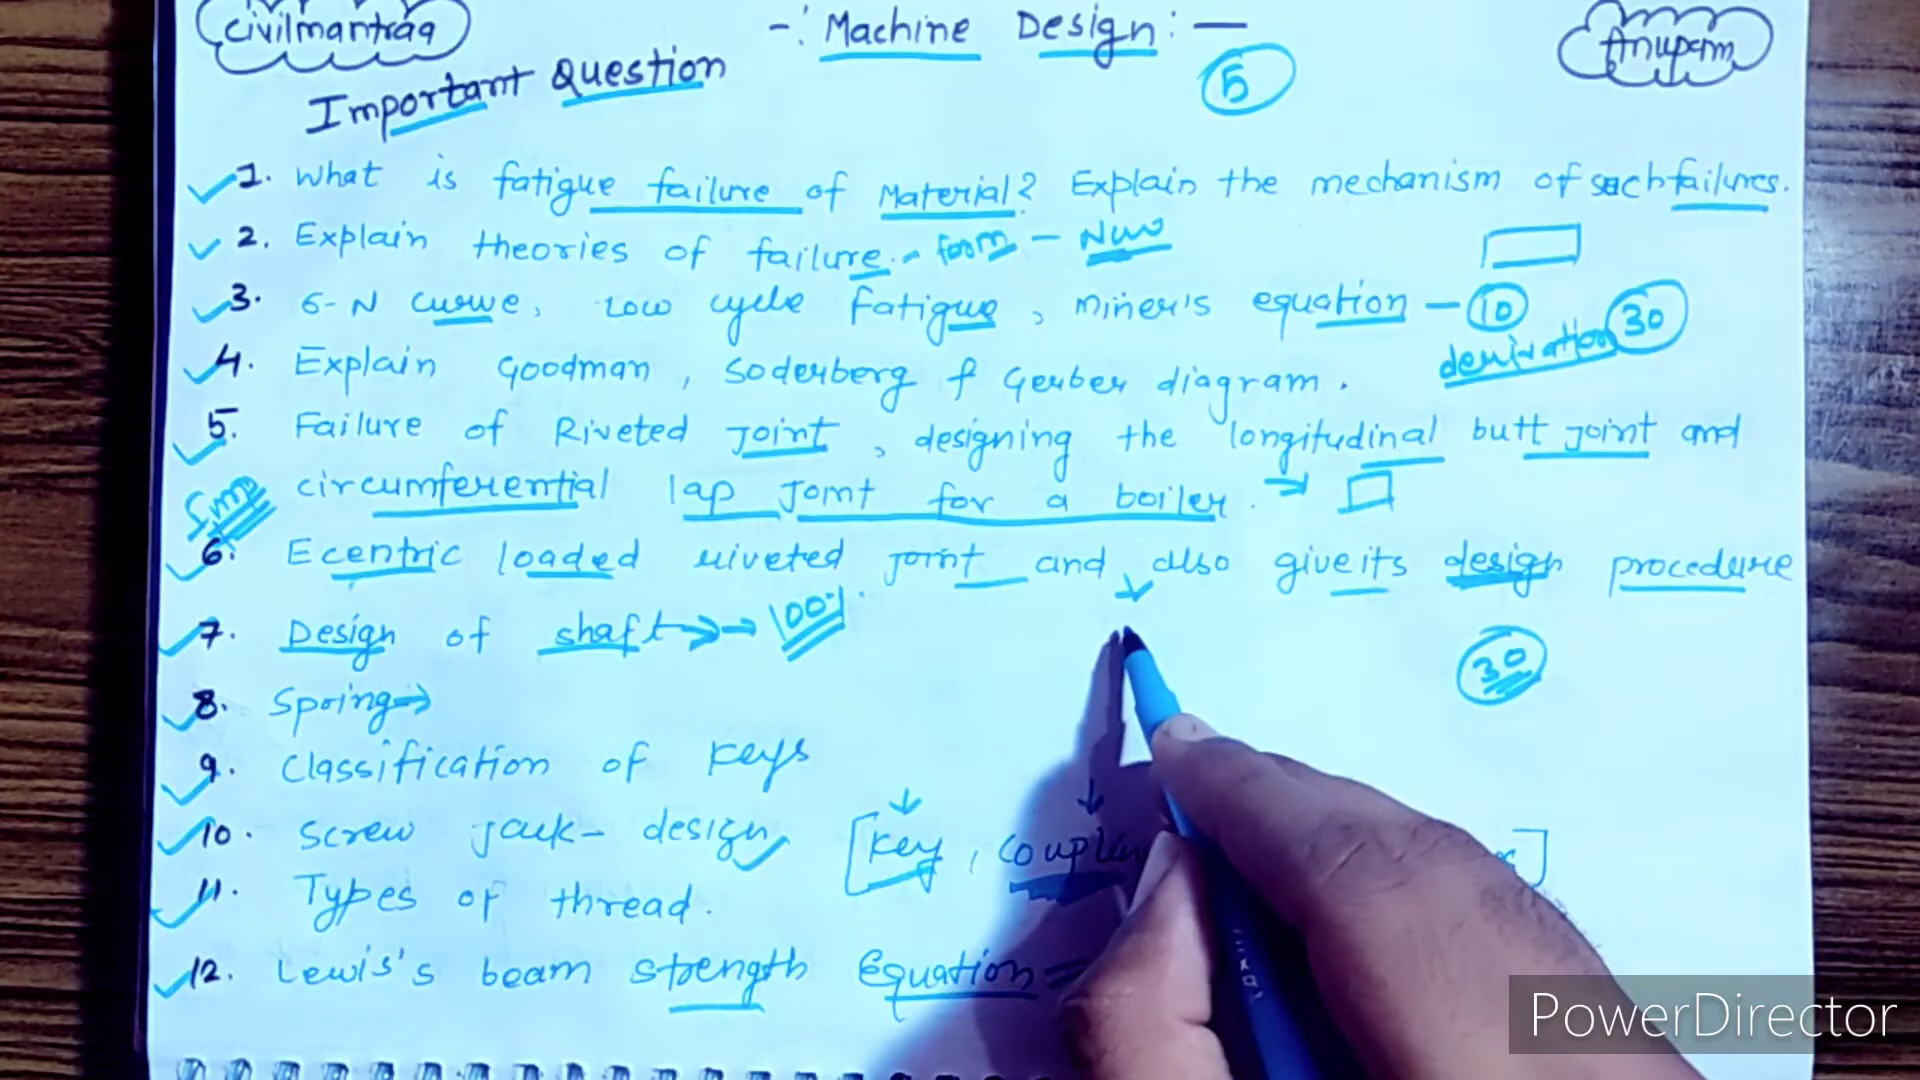 civilmantraa
-: Machine Design: —
Anupam
Important Question
5
1. What is fatigue failure of Material? Explain the mechanism of such failures.
2. Explain theories of failure. - form - Nu
3. 6-N Curve, Low cycle Fatigue, Miner's equation - 10
derivation 30
4. Explain Goodman, Soderberg & Gerber diagram.
5. Failure of Riveted Joint, designing the longitudinal butt joint and
circumferential lap Joint for a boiler. →
Imp
6. Ecentric loaded riveted joint and also give its design procedure
7. Design of shaft → → 100%.
30
8. Spring →
9. Classification of keys
10. Screw jack - design [Key, Coupling
11. Types of thread.
12. Lewis's beam strength Equation
PowerDirector